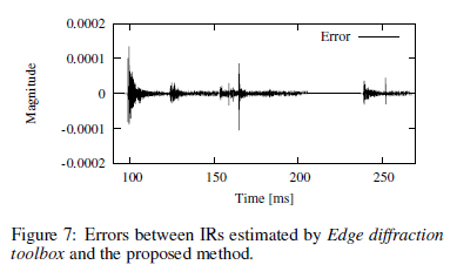 0.0002
0.0001
0
-0.0001
-0.0002
Magnitude
Error
100
150
200
250
Time [ms]
Figure 7: Errors between IRs estimated by Edge diffraction
toolbox and the proposed method.